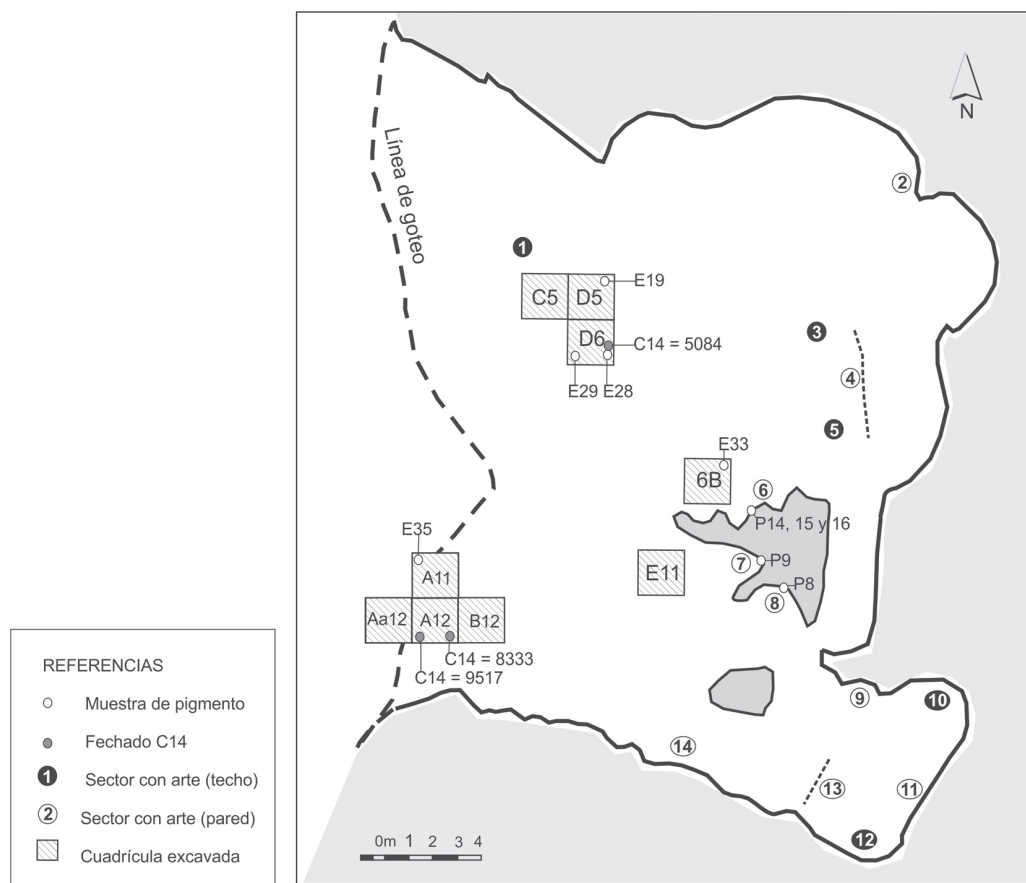 N
Línea de goteo
2
1
E19
C5
D5
D6
C14 = 5084
E29
E28
3
4
5
E33
6B
6
P14, 15 y 16
E35
7
P9
A11
E11
8
P8
Aa12
A12
B12
C14 = 8333
C14 = 9517
9
10
14
13
11
12
0m 1 2 3 4
REFERENCIAS
Muestra de pigmento
Fechado C14
1 Sector con arte (techo)
2 Sector con arte (pared)
Cuadrícula excavada